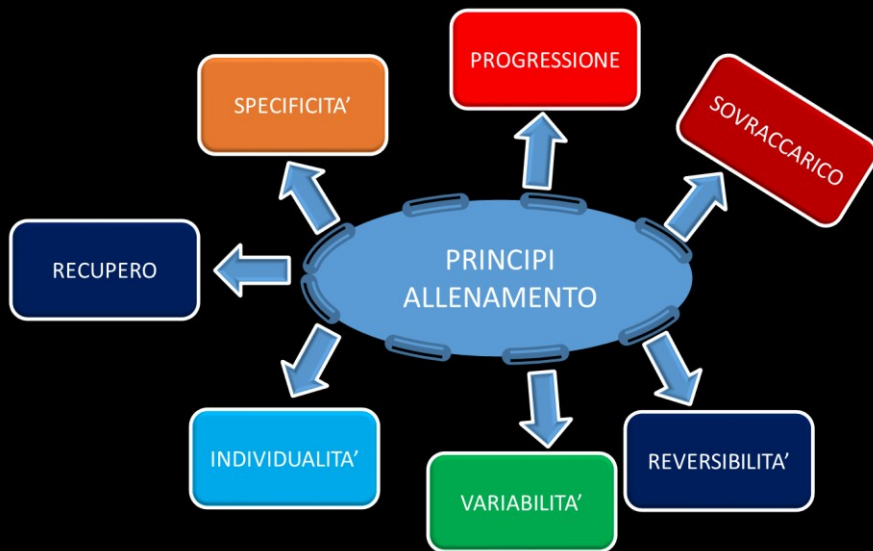 PROGRESSIONE
SPECIFICITA’
SOVRACCARICO
RECUPERO
PRINCIPI
ALLENAMENTO
INDIVIDUALITA’
VARIABILITA’
REVERSIBILITA’